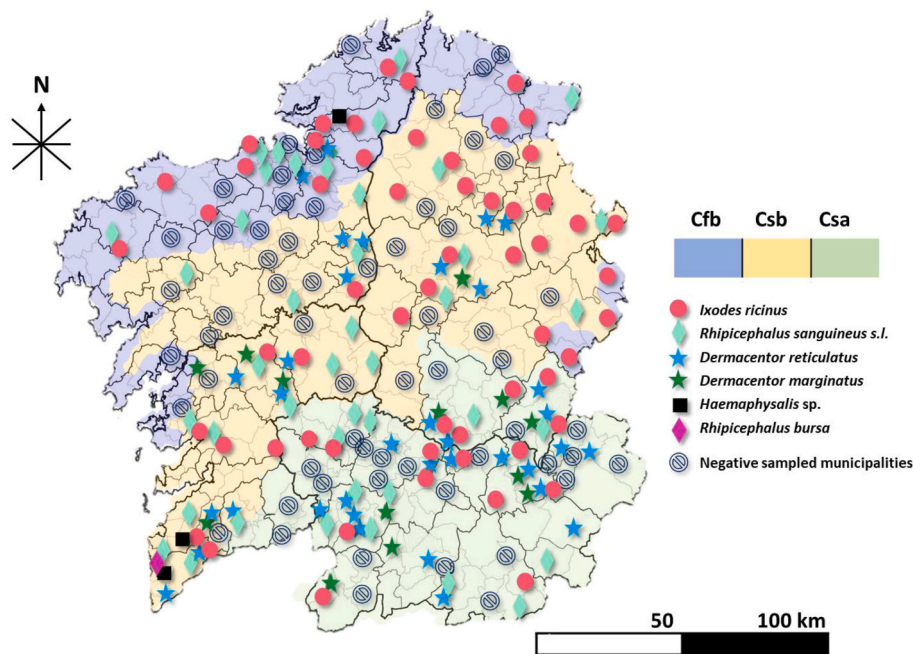 N
Cfb Csb Csa
Ixodes ricinus
Rhipicephalus sanguineus s.l.
Dermacentor reticulatus
Dermacentor marginatus
Haemaphysalis sp.
Rhipicephalus bursa
Negative sampled municipalities
50 100 km